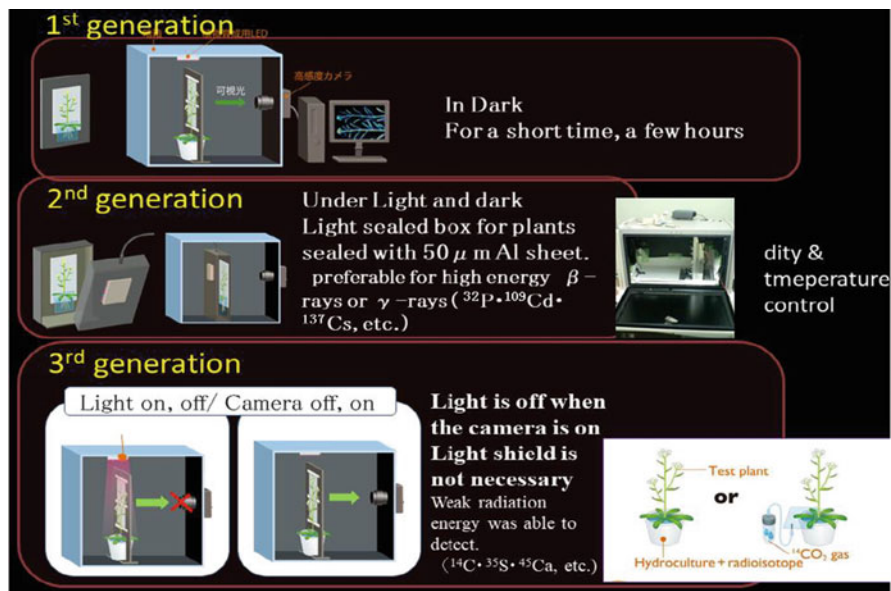 1st generation
用LED
高感度カメラ
可視光
In Dark
For a short time, a few hours
2nd generation
Under Light and dark
Light sealed box for plants
sealed with 50 μ m Al sheet.
preferable for high energy β -
rays or γ -rays ( 32P・109Cd・
137Cs, etc.)
dity &
tmeperature
control
3rd generation
Light on, off/ Camera off, on
Light is off when
the camera is on
Light shield is
not necessary
Weak radiation
energy was able to
detect.
(14C・35S・45Ca, etc.)
Test plant
or
14CO2 gas
Hydroculture + radioisotope